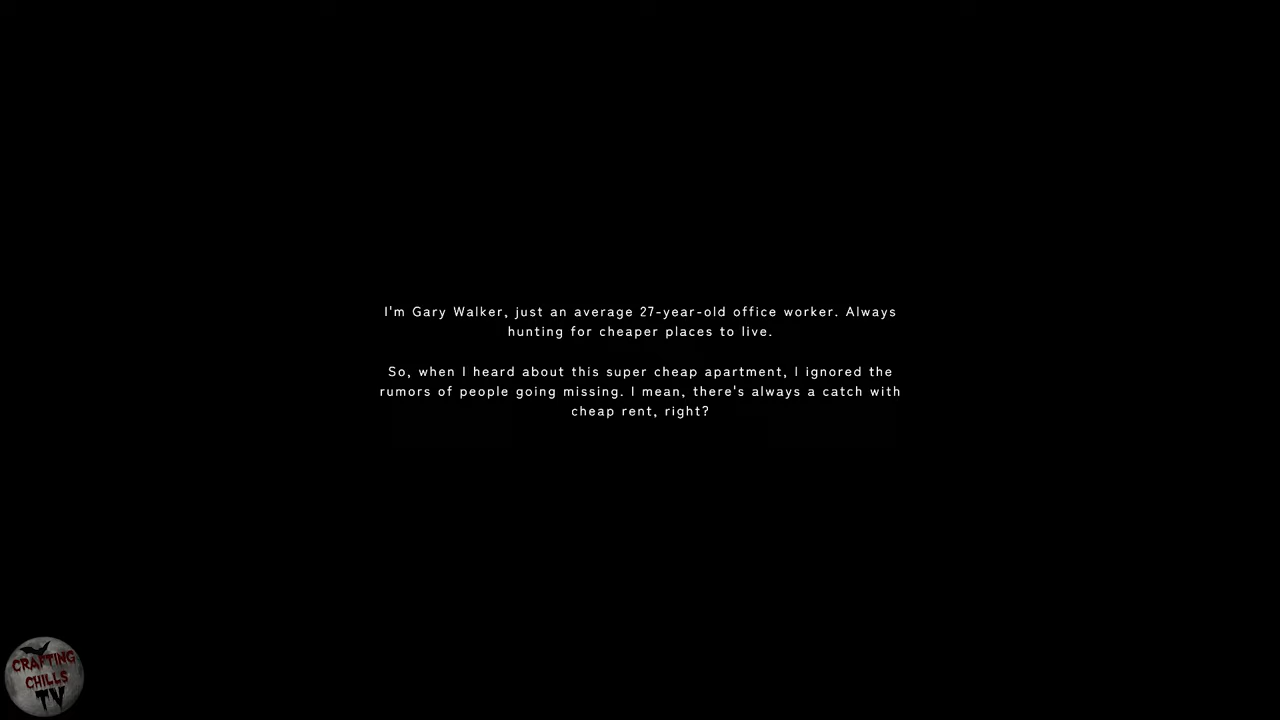 I'm Gary Walker, just an average 27-year-old office worker. Always
hunting for cheaper places to live.
So, when I heard about this super cheap apartment, I ignored the
rumors of people going missing. I mean, there's always a catch with
cheap rent, right?
CRAFTING
CHILLS
TV